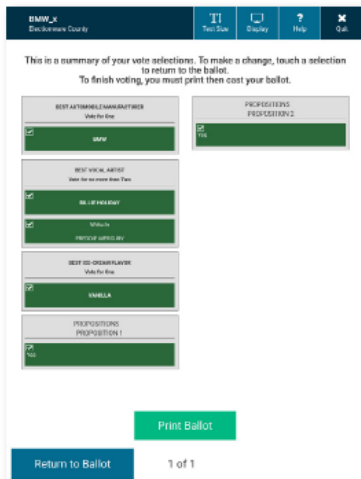 BMW_X
Electionware County
Text Size
Display
Help
Quit
This is a summary of your vote selections. To make a change, touch a selection
to return to the ballot.
To finish voting, you must print then cast your ballot.
BEST AUTOMOBILE MANUFACTURER
Vote for One
BMW
BEST VOCAL ARTIST
Vote for no more than Two
BILLIE HOLIDAY
Write-in
BEST ICE-CREAM FLAVOR
Vote for One
VANILLA
PROPOSITIONS
PROPOSITION 1
YES
PROPOSITIONS
PROPOSITION 2
YES
Print Ballot
Return to Ballot
1 of 1